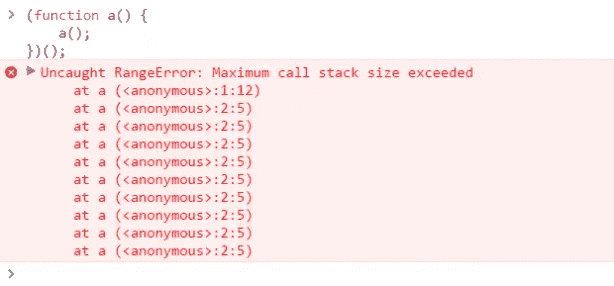 > (function a() {
a();
})();
Uncaught RangeError: Maximum call stack size exceeded
at a (<anonymous>:1:12)
at a (<anonymous>:2:5)
at a (<anonymous>:2:5)
at a (<anonymous>:2:5)
at a (<anonymous>:2:5)
at a (<anonymous>:2:5)
at a (<anonymous>:2:5)
at a (<anonymous>:2:5)
at a (<anonymous>:2:5)
at a (<anonymous>:2:5)
>